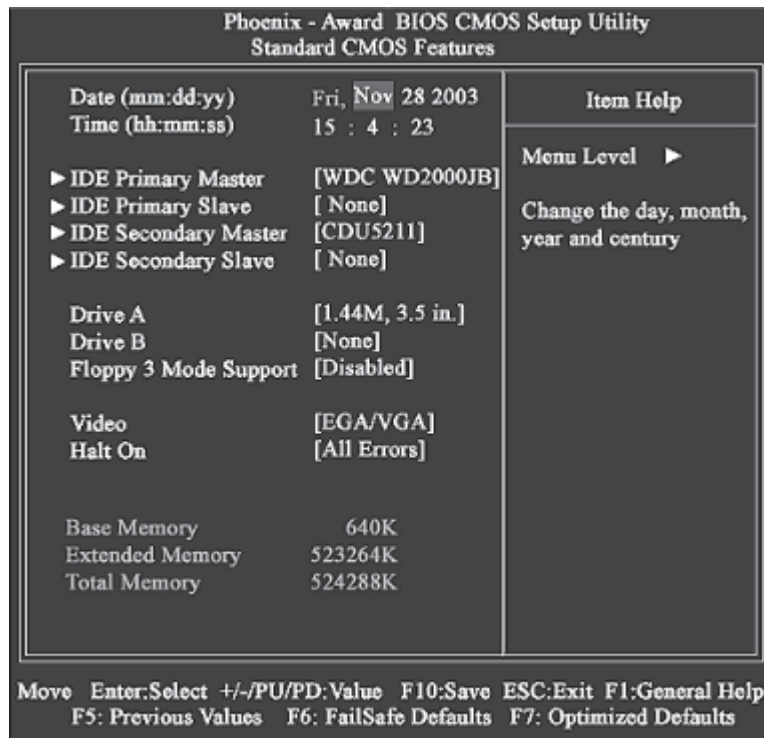 Phoenix - Award BIOS CMOS Setup Utility
Standard CMOS Features
Date (mm:dd:yy) Fri, Nov 28 2003
Time (hh:mm:ss) 15 : 4 : 23
▶ IDE Primary Master [WDC WD2000JB]
▶ IDE Primary Slave [ None]
▶ IDE Secondary Master [CDU5211]
▶ IDE Secondary Slave [ None]
Drive A [1.44M, 3.5 in.]
Drive B [None]
Floppy 3 Mode Support [Disabled]
Video [EGA/VGA]
Halt On [All Errors]
Base Memory 640K
Extended Memory 523264K
Total Memory 524288K
Item Help
Menu Level ▶
Change the day, month,
year and century
Move Enter:Select +/-/PU/PD:Value F10:Save ESC:Exit F1:General Help
F5: Previous Values F6: FailSafe Defaults F7: Optimized Defaults